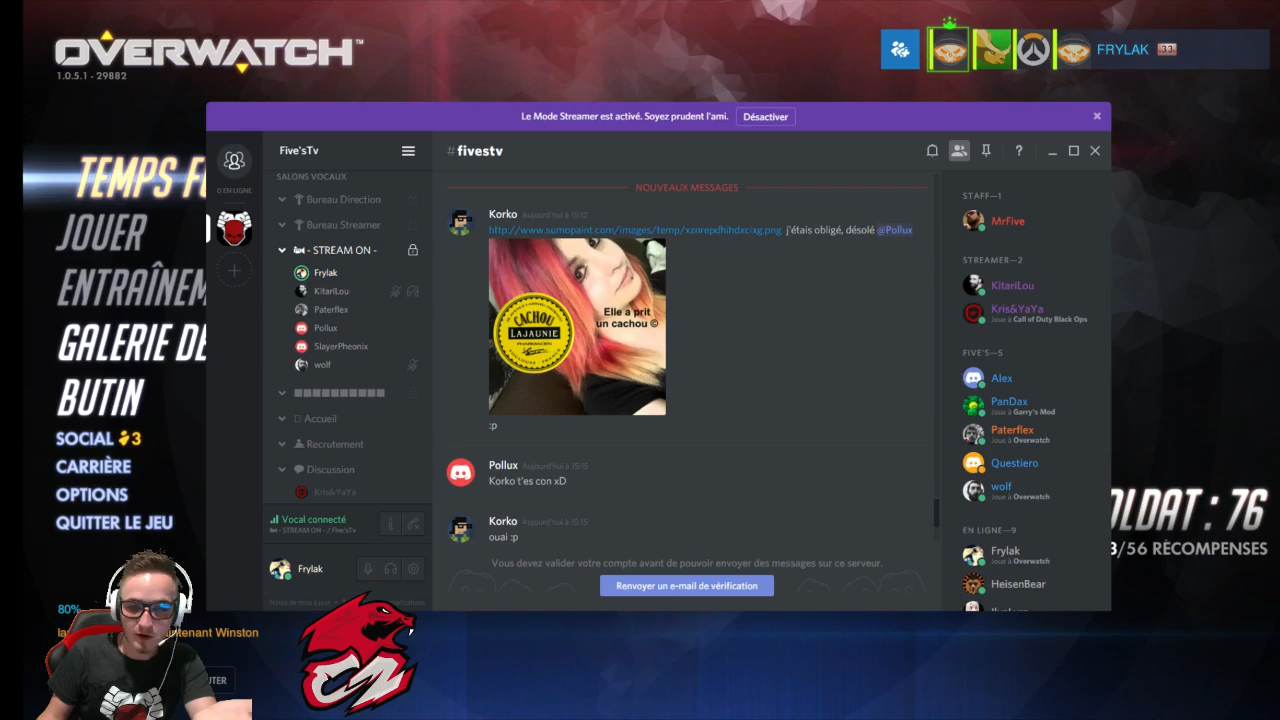 OVERWATCH™
1.0.5.1 - 29882
FRYLAK 33
Le Mode Streamer est activé. Soyez prudent l'ami. Désactiver
TEMPS F
JOUER
ENTRAÎNEM
GALERIE DE
BUTIN
SOCIAL 3
CARRIÈRE
OPTIONS
QUITTER LE JEU
80%
intenant Winston
0 EN LIGNE
Five'sTv
SALONS VOCAUX
Bureau Direction
Bureau Streamer
- STREAM ON -
Frylak
KitariLou
Paterflex
Pollux
SlayerPheonix
wolf
Accueil
Recrutement
Discussion
Kris&YaYa
Vocal connecté
- STREAM ON - / Five'sTv
Frylak
#fivestv
NOUVEAUX MESSAGES
Korko Aujourd'hui à 15:12
http://www.sumopaint.com/images/temp/xznrepdhihdxcixg.png j'étais obligé, désolé @Pollux
CACHOU
LAJAUNIE
PHARMACIEN
Elle a prit
un cachou ©
:p
Pollux Aujourd'hui à 15:15
Korko t'es con xD
Korko Aujourd'hui à 15:15
ouai :p
Vous devez valider votre compte avant de pouvoir envoyer des messages sur ce serveur.
Renvoyer un e-mail de vérification
STAFF—1
MrFive
STREAMER—2
KitariLou
Kris&YaYa
Joue à Call of Duty Black Ops
FIVE'S—5
Alex
PanDax
Joue à Garry's Mod
Paterflex
Joue à Overwatch
Questiero
wolf
Joue à Overwatch
EN LIGNE—9
Frylak
Joue à Overwatch
HeisenBear
OLDAT : 76
3/56 RÉCOMPENSES
UTER